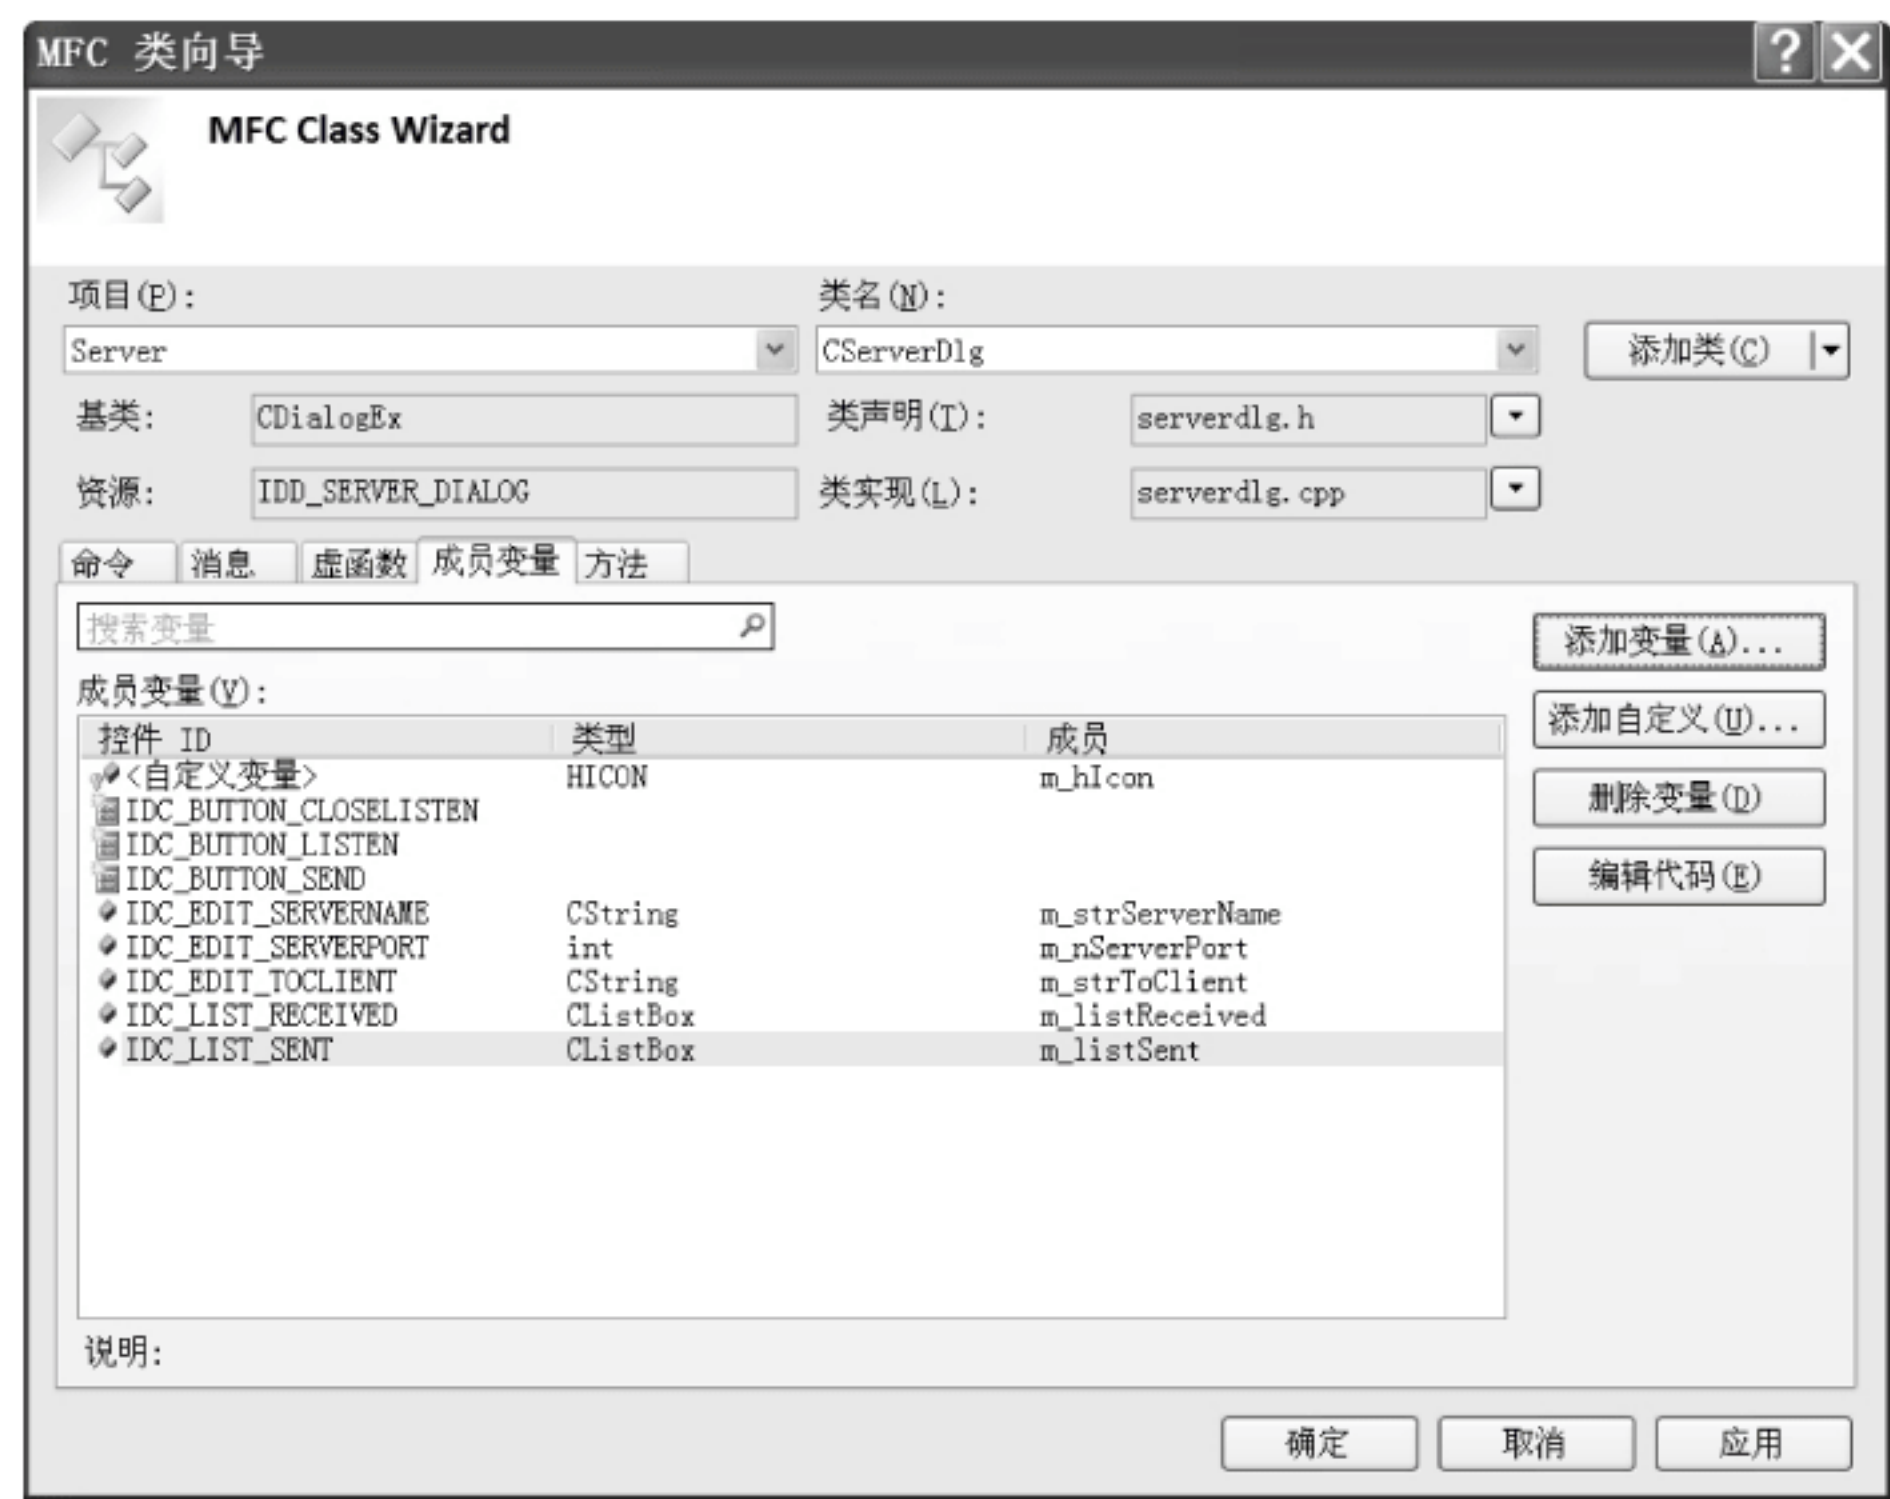 MFC 类向导
MFC Class Wizard
项目(P): 类名(N):
Server CServerDlg 添加类(C)
基类: CDialogEx 类声明(T): serverdlg.h
资源: IDD_SERVER_DIALOG 类实现(L): serverdlg.cpp
命令 消息 虚函数 成员变量 方法
搜索变量
添加变量(A)...
成员变量(V):
添加自定义(U)...
删除变量(D)
编辑代码(E)
控件 ID 类型 成员
<自定义变量> HICON m_hIcon
IDC_BUTTON_CLOSELISTEN
IDC_BUTTON_LISTEN
IDC_BUTTON_SEND
IDC_EDIT_SERVERNAME CString m_strServerName
IDC_EDIT_SERVERPORT int m_nServerPort
IDC_EDIT_TOCLIENT CString m_strToClient
IDC_LIST_RECEIVED CListBox m_listReceived
IDC_LIST_SENT CListBox m_listSent
说明:
确定 取消 应用